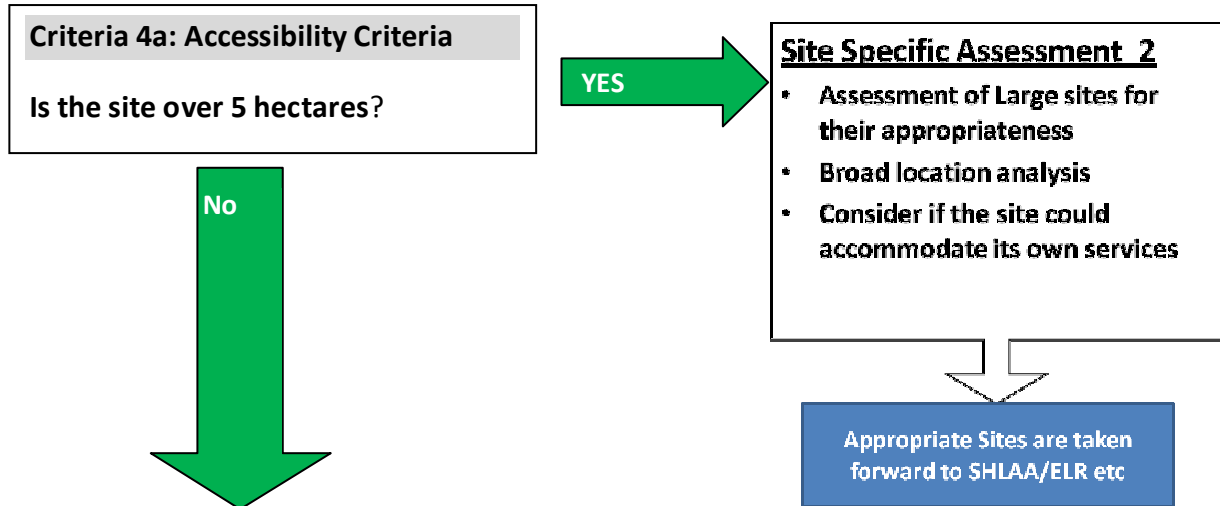 Criteria 4a: Accessibility Criteria
Is the site over 5 hectares?
YES
No
Site Specific Assessment 2
• Assessment of Large sites for
their appropriateness
• Broad location analysis
• Consider if the site could
accommodate its own services
Appropriate Sites are taken
forward to SHLAA/ELR etc